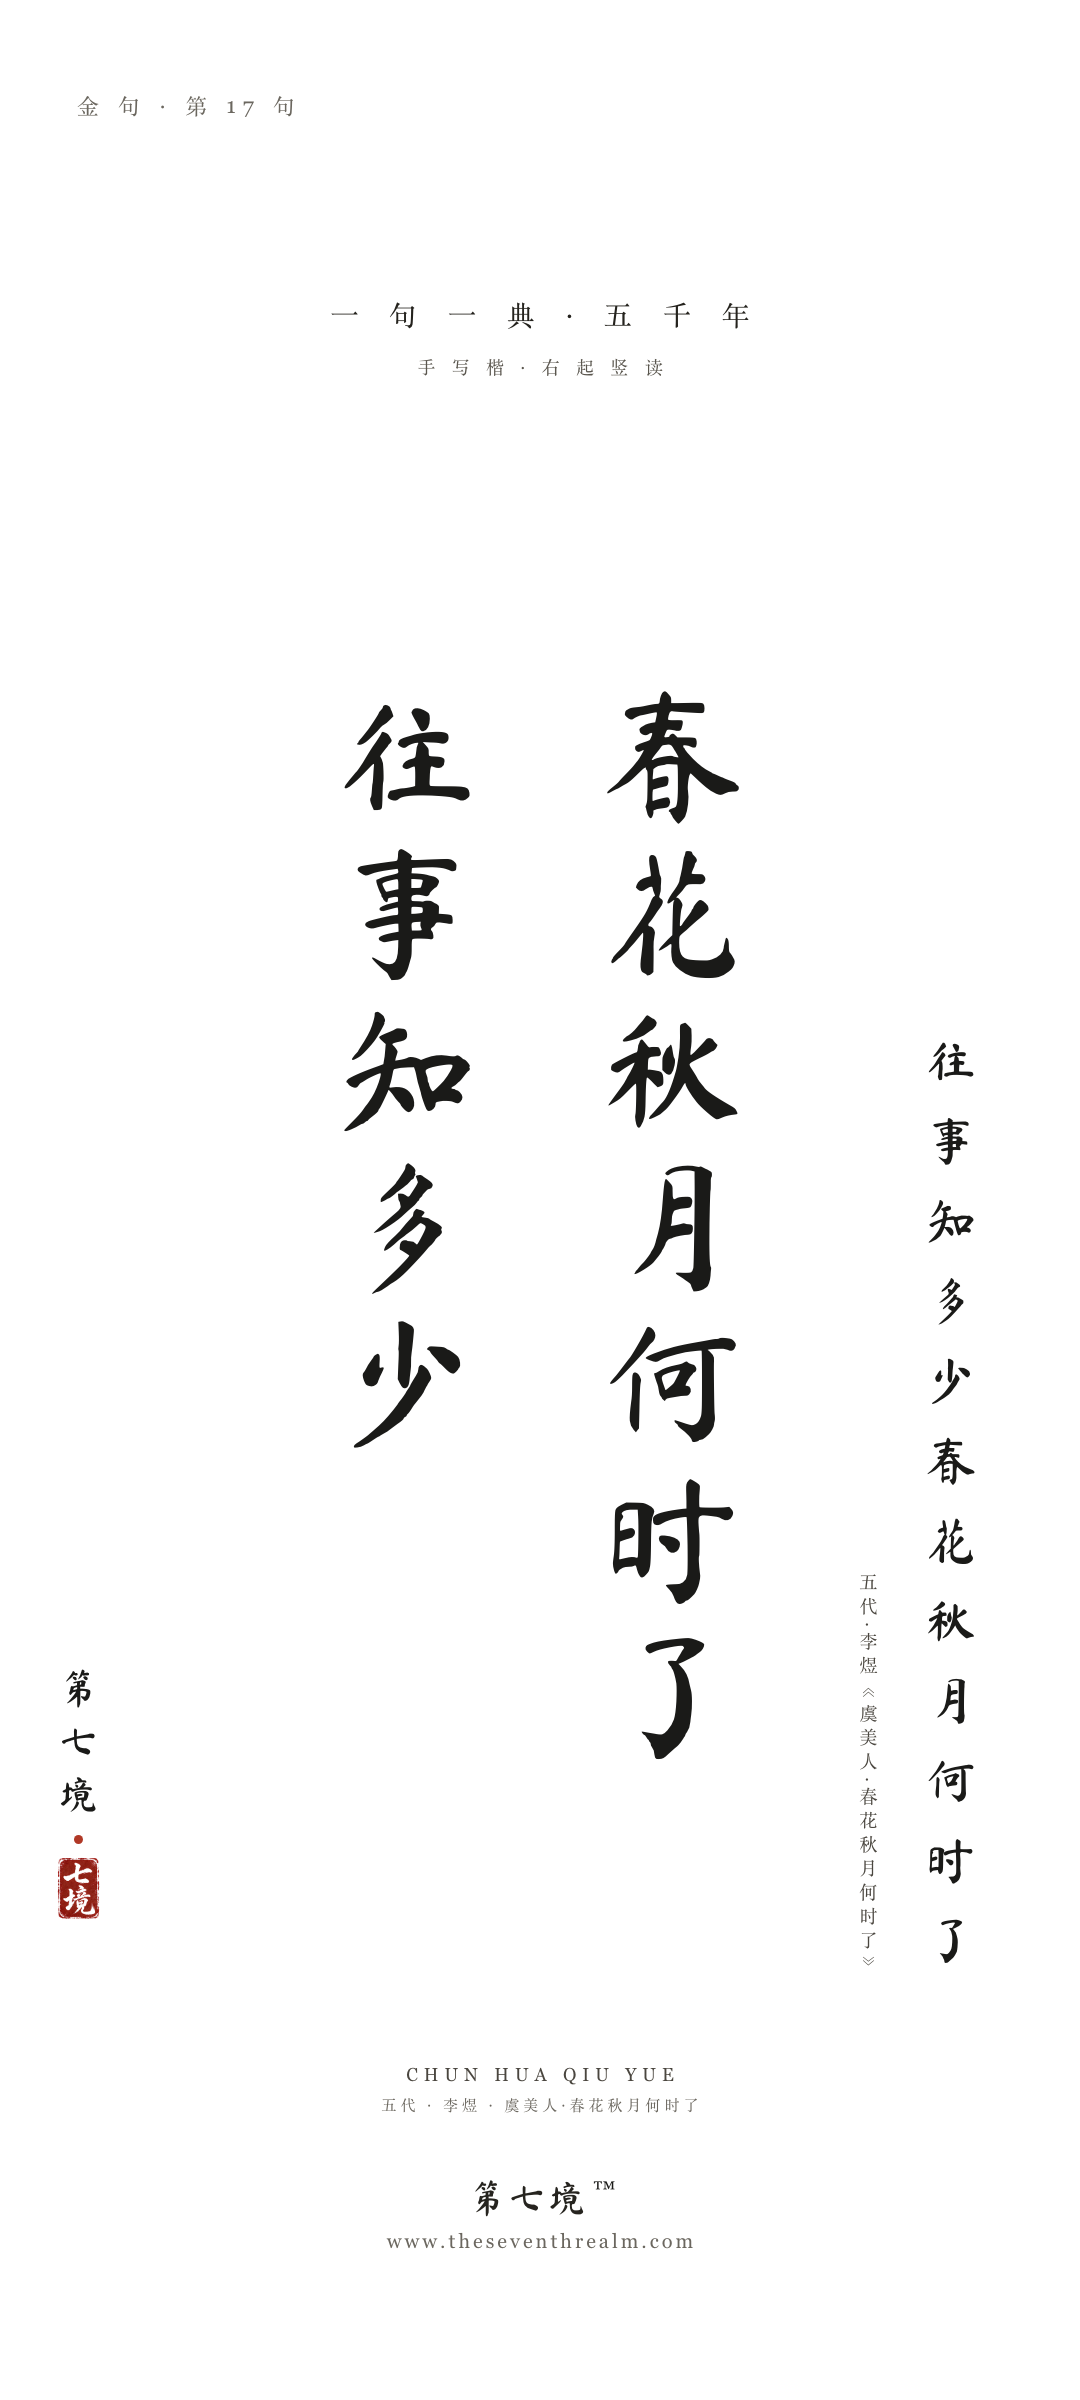 金句·第17句
一句一典·五千年
手写楷·右起竖读
春花秋月何时了
往事知多少
往事知多少春花秋月何时了
五代·李煜《虞美人·春花秋月何时了》
第七境
七境
CHUN HUA QIU YUE
五代 · 李煜 · 虞美人·春花秋月何时了
第七境™
www.theseventhrealm.com